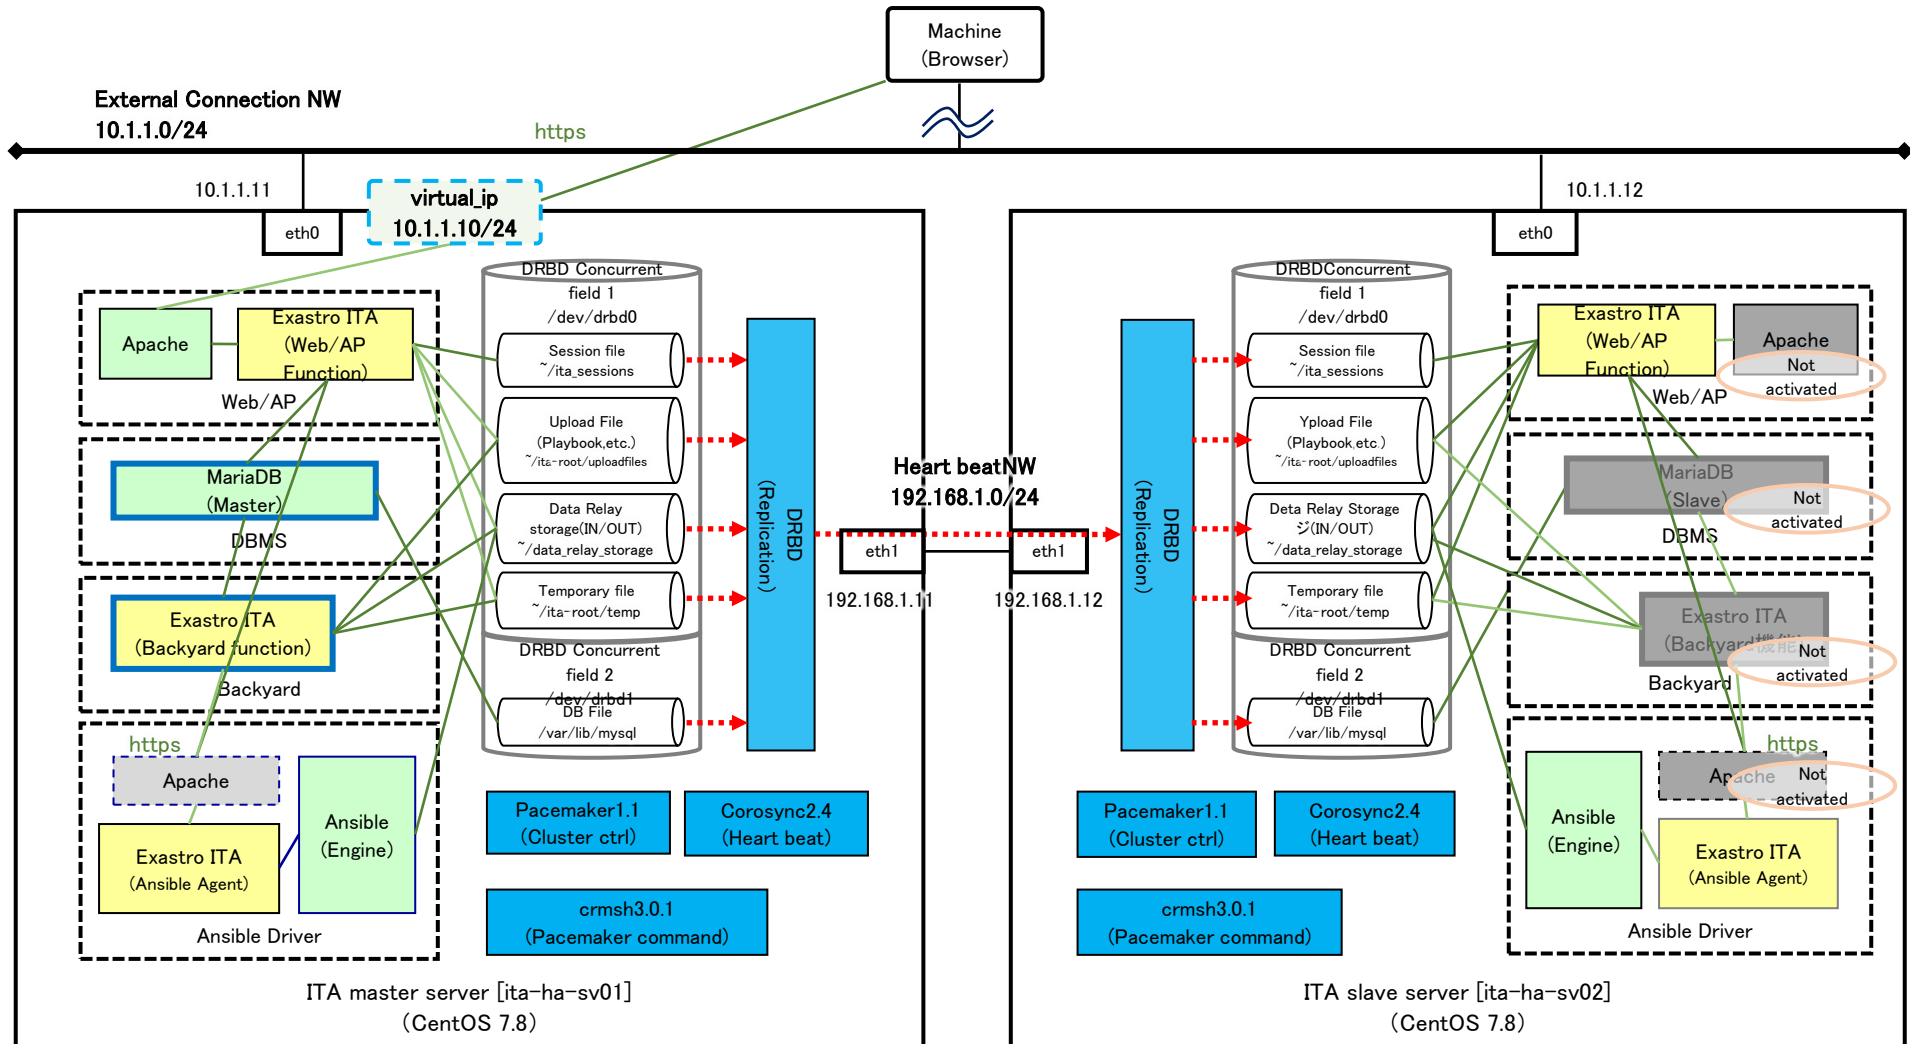 Machine
(Browser)
External Connection NW
10.1.1.0/24
https
10.1.1.11
virtual_ip
10.1.1.10/24
eth0
10.1.1.12
eth0
Apache
Exastro ITA
(Web/AP
Function)
Web/AP
MariaDB
(Master)
DBMS
Exastro ITA
(Backyard function)
Backyard
https
Apache
Exastro ITA
(Ansible Agent)
Ansible
(Engine)
Ansible Driver
DRBD Concurrent
field 1
/dev/drbd0
Session file
~/ita_sessions
Upload File
(Playbook,etc.)
~/ita-root/uploadfiles
Data Relay
storage(IN/OUT)
~/data_relay_storage
Temporary file
~/ita-root/temp
DRBD Concurrent
field 2
/dev/drbd1
DB File
/var/lib/mysql
DRBD
(Replication)
Pacemaker1.1
(Cluster ctrl)
Corosync2.4
(Heart beat)
crmsh3.0.1
(Pacemaker command)
ITA master server [ita-ha-sv01]
(CentOS 7.8)
Heart beatNW
192.168.1.0/24
eth1
eth1
192.168.1.11
192.168.1.12
DRBD
(Replication)
DRBDConcurrent
field 1
/dev/drbd0
Session file
~/ita_sessions
Ypload File
(Playbook,etc.)
~/ita-root/uploadfiles
Deta Relay Storage
ジ(IN/OUT)
~/data_relay_storage
Temporary file
~/ita-root/temp
DRBD Concurrent
field 2
/dev/drbd1
DB File
/var/lib/mysql
Pacemaker1.1
(Cluster ctrl)
Corosync2.4
(Heart beat)
crmsh3.0.1
(Pacemaker command)
Exastro ITA
(Web/AP
Function)
Apache
Not
activated
Web/AP
MariaDB
(Slave)
Not
activated
DBMS
Exastro ITA
(Backyard機能)
Not
activated
Backyard
https
Apache
Not
activated
Ansible
(Engine)
Exastro ITA
(Ansible Agent)
Ansible Driver
ITA slave server [ita-ha-sv02]
(CentOS 7.8)